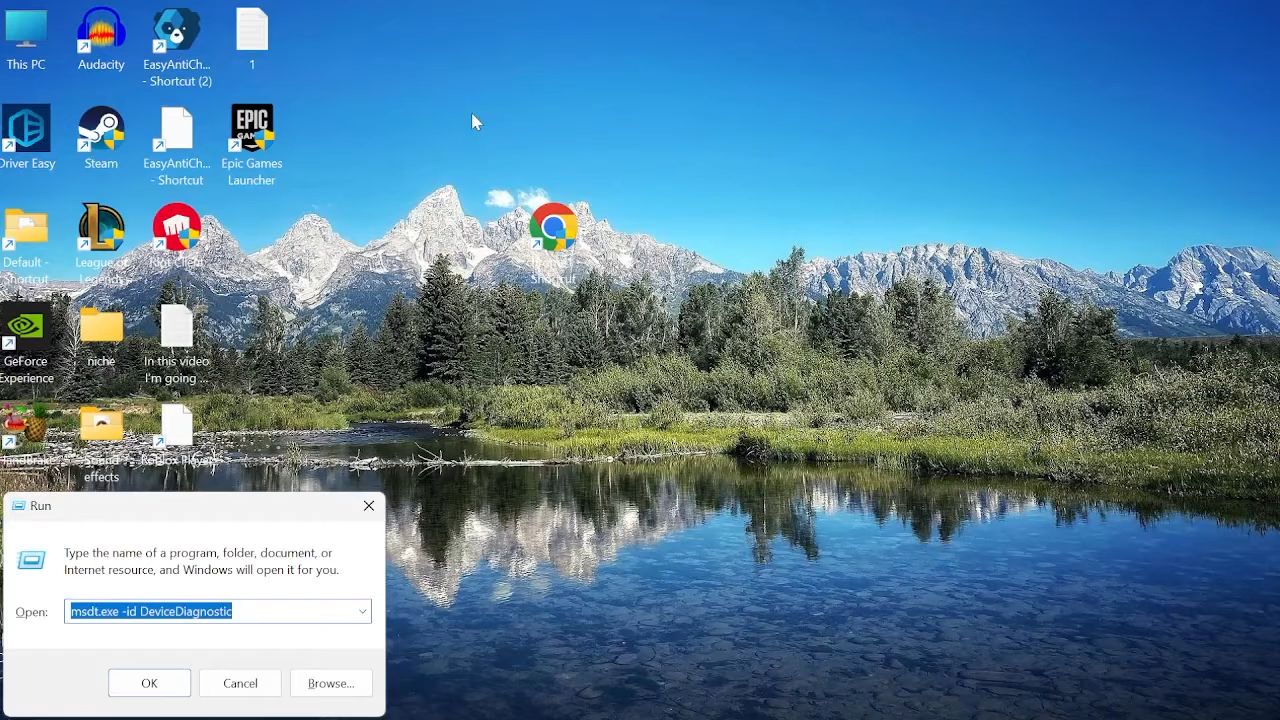 This PC
Audacity
EasyAntiCh...
- Shortcut (2)
1
Driver Easy
Steam
EasyAntiCh...
- Shortcut
EPIC
Epic Games
Launcher
Default -
Shortcut
League of
Legends
Riot Client
GeForce
Experience
niche
In this video
I'm going ...
effects
Roblox Player
Run
Type the name of a program, folder, document, or
Internet resource, and Windows will open it for you.
Open:
msdt.exe -id DeviceDiagnostic
OK
Cancel
Browse...